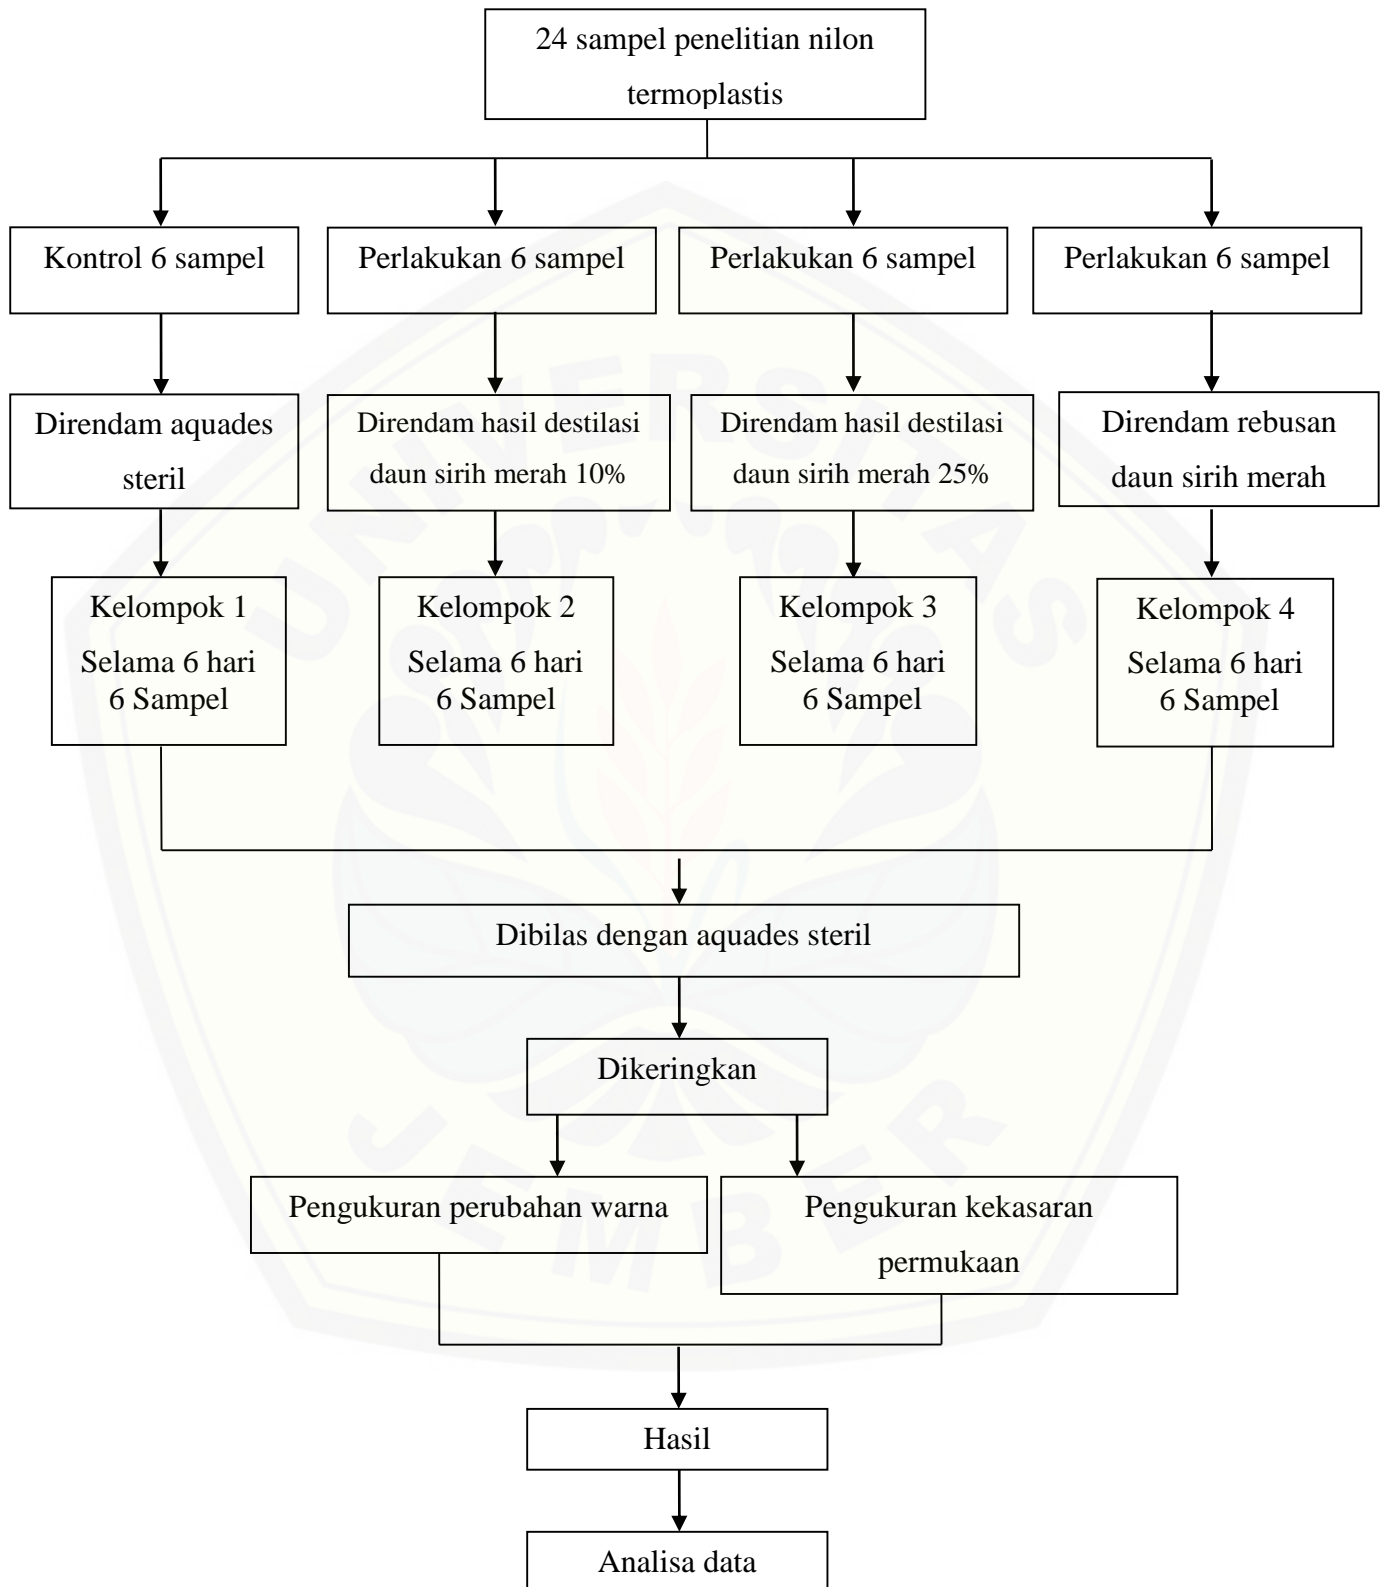 24 sampel penelitian nilon
termoplastis
Kontrol 6 sampel
Perlakukan 6 sampel
Perlakukan 6 sampel
Perlakukan 6 sampel
Direndam aquades
steril
Direndam hasil destilasi
daun sirih merah 10%
Direndam hasil destilasi
daun sirih merah 25%
Direndam rebusan
daun sirih merah
Kelompok 1
Selama 6 hari
6 Sampel
Kelompok 2
Selama 6 hari
6 Sampel
Kelompok 3
Selama 6 hari
6 Sampel
Kelompok 4
Selama 6 hari
6 Sampel
Dibilas dengan aquades steril
Dikeringkan
Pengukuran perubahan warna
Pengukuran kekasaran
permukaan
Hasil
Analisa data
UNIVERSITAS
JEMBER